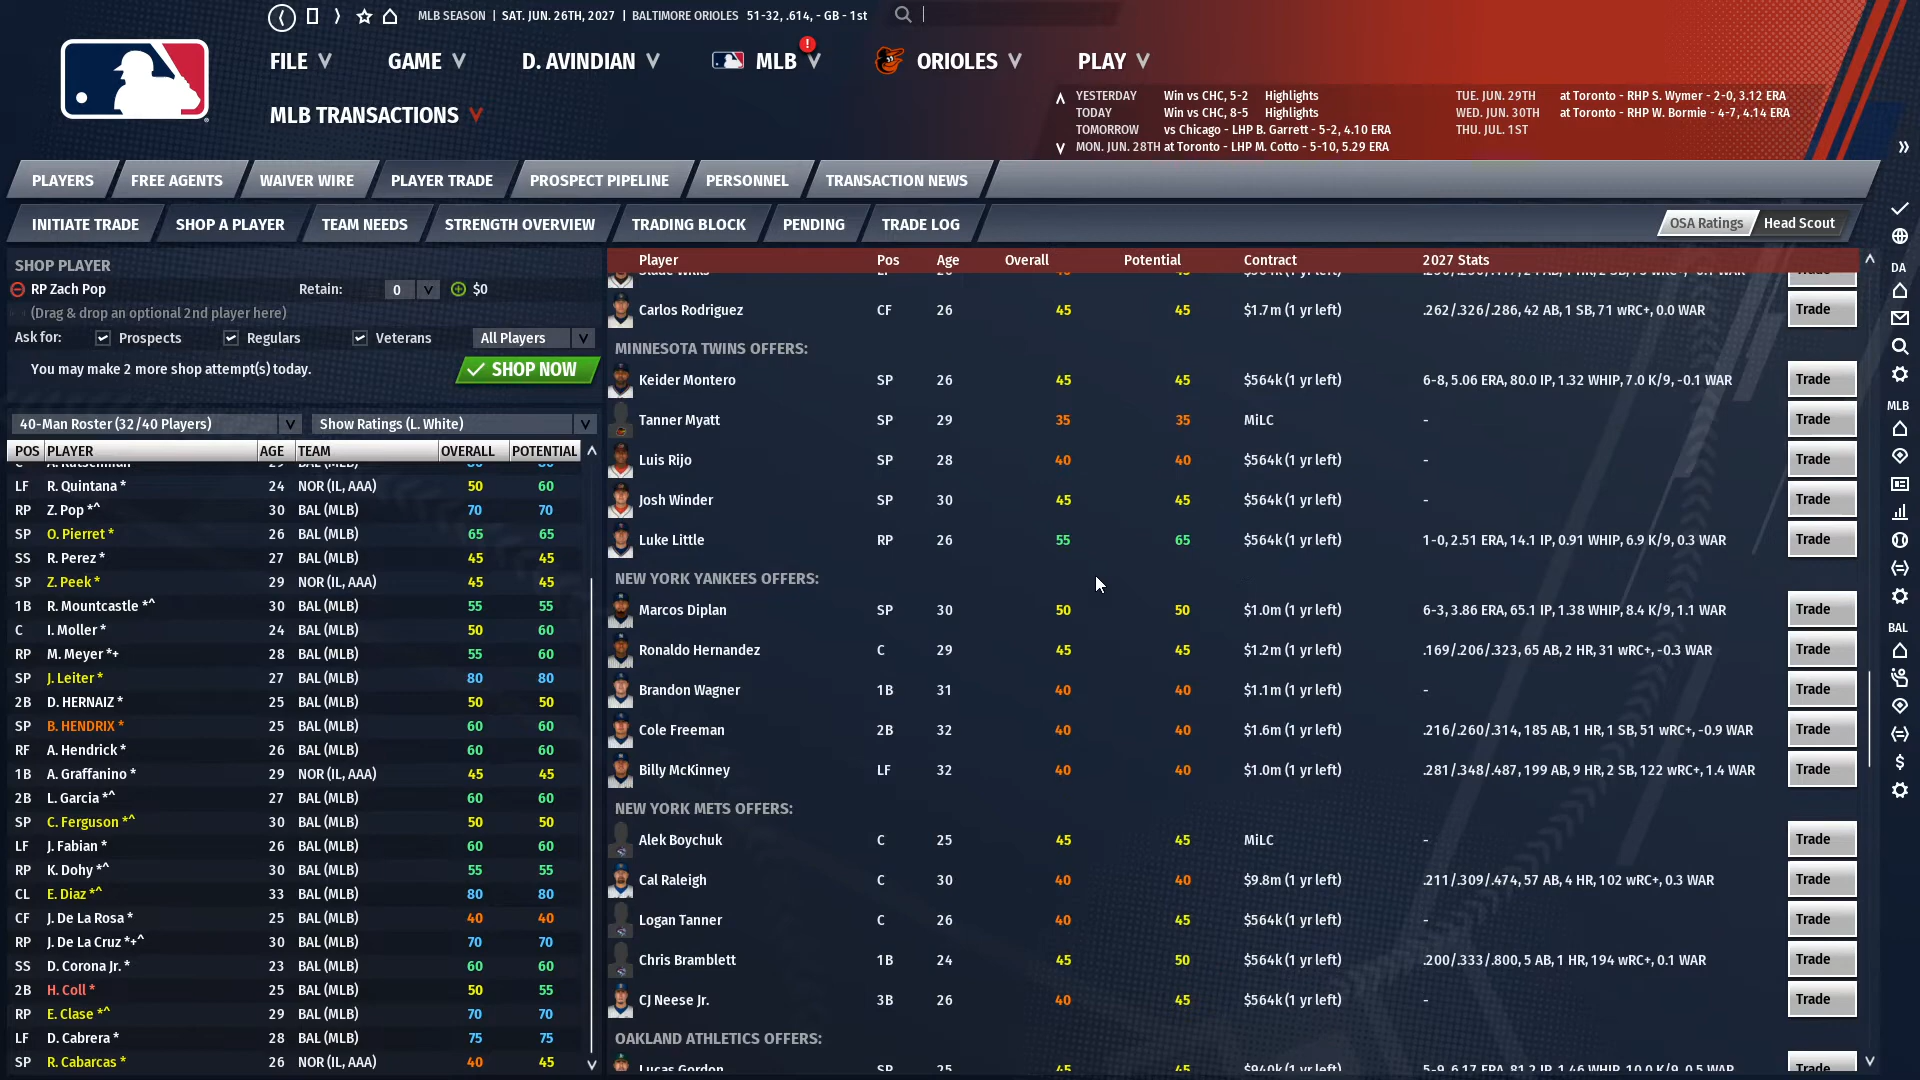 MLB SEASON | SAT. JUN. 26TH, 2027 | BALTIMORE ORIOLES 51-32, .614, - GB - 1st
FILE GAME D. AVINDIAN MLB ! ORIOLES PLAY
MLB TRANSACTIONS
YESTERDAY Win vs CHC, 5-2 Highlights
TODAY Win vs CHC, 8-5 Highlights
TOMORROW vs Chicago - LHP B. Garrett - 5-2, 4.10 ERA
MON. JUN. 28TH at Toronto - LHP M. Cotto - 5-10, 5.29 ERA
TUE. JUN. 29TH at Toronto - RHP S. Wymer - 2-0, 3.12 ERA
WED. JUN. 30TH at Toronto - RHP W. Bormie - 4-7, 4.14 ERA
THU. JUL. 1ST
PLAYERS FREE AGENTS WAIVER WIRE PLAYER TRADE PROSPECT PIPELINE PERSONNEL TRANSACTION NEWS
INITIATE TRADE SHOP A PLAYER TEAM NEEDS STRENGTH OVERVIEW TRADING BLOCK PENDING TRADE LOG
OSA Ratings Head Scout
SHOP PLAYER
RP Zach Pop Retain: 0 $0
(Drag & drop an optional 2nd player here)
Ask for: Prospects Regulars Veterans All Players
You may make 2 more shop attempt(s) today. SHOP NOW
40-Man Roster (32/40 Players) Show Ratings (L. White)
POS PLAYER AGE TEAM OVERALL POTENTIAL
LF R. Quintana * 24 NOR (IL, AAA) 50 60
RP Z. Pop *^ 30 BAL (MLB) 70 70
SP O. Pierret * 26 BAL (MLB) 65 65
SS R. Perez * 27 BAL (MLB) 45 45
SP Z. Peek * 29 NOR (IL, AAA) 45 45
1B R. Mountcastle *^ 30 BAL (MLB) 55 55
C I. Moller * 24 BAL (MLB) 50 60
RP M. Meyer *+ 28 BAL (MLB) 55 60
SP J. Leiter * 27 BAL (MLB) 80 80
2B D. HERNAIZ * 25 BAL (MLB) 50 50
SP B. HENDRIX * 25 BAL (MLB) 60 60
RF A. Hendrick * 26 BAL (MLB) 60 60
1B A. Graffanino * 29 NOR (IL, AAA) 45 45
2B L. Garcia *^ 27 BAL (MLB) 60 60
SP C. Ferguson *^ 30 BAL (MLB) 50 50
LF J. Fabian * 26 BAL (MLB) 60 60
RP K. Dohy *^ 30 BAL (MLB) 55 55
CL E. Diaz *^ 33 BAL (MLB) 80 80
CF J. De La Rosa * 25 BAL (MLB) 40 40
RP J. De La Cruz *+^ 30 BAL (MLB) 70 70
SS D. Corona Jr. * 23 BAL (MLB) 60 60
2B H. Coll * 25 BAL (MLB) 50 55
RP E. Clase *^ 29 BAL (MLB) 70 70
LF D. Cabrera * 28 BAL (MLB) 75 75
SP R. Cabarcas * 26 NOR (IL, AAA) 40 45
Player Pos Age Overall Potential Contract 2027 Stats
Carlos Rodriguez CF 26 45 45 $1.7m (1 yr left) .262/.326/.286, 42 AB, 1 SB, 71 wRC+, 0.0 WAR Trade
MINNESOTA TWINS OFFERS:
Keider Montero SP 26 45 45 $564k (1 yr left) 6-8, 5.06 ERA, 80.0 IP, 1.32 WHIP, 7.0 K/9, -0.1 WAR Trade
Tanner Myatt SP 29 35 35 MiLC - Trade
Luis Rijo SP 28 40 40 $564k (1 yr left) - Trade
Josh Winder SP 30 45 45 $564k (1 yr left) - Trade
Luke Little RP 26 55 65 $564k (1 yr left) 1-0, 2.51 ERA, 14.1 IP, 0.91 WHIP, 6.9 K/9, 0.3 WAR Trade
NEW YORK YANKEES OFFERS:
Marcos Diplan SP 30 50 50 $1.0m (1 yr left) 6-3, 3.86 ERA, 65.1 IP, 1.38 WHIP, 8.4 K/9, 1.1 WAR Trade
Ronaldo Hernandez C 29 45 45 $1.2m (1 yr left) .169/.206/.323, 65 AB, 2 HR, 31 wRC+, -0.3 WAR Trade
Brandon Wagner 1B 31 40 40 $1.1m (1 yr left) - Trade
Cole Freeman 2B 32 40 40 $1.6m (1 yr left) .216/.260/.314, 185 AB, 1 HR, 1 SB, 51 wRC+, -0.9 WAR Trade
Billy McKinney LF 32 40 40 $1.0m (1 yr left) .281/.348/.487, 199 AB, 9 HR, 2 SB, 122 wRC+, 1.4 WAR Trade
NEW YORK METS OFFERS:
Alek Boychuk C 25 45 45 MiLC - Trade
Cal Raleigh C 30 40 40 $9.8m (1 yr left) .211/.309/.474, 57 AB, 4 HR, 102 wRC+, 0.3 WAR Trade
Logan Tanner C 26 40 45 $564k (1 yr left) - Trade
Chris Bramblett 1B 24 45 50 $564k (1 yr left) .200/.333/.800, 5 AB, 1 HR, 194 wRC+, 0.1 WAR Trade
CJ Neese Jr. 3B 26 40 45 $564k (1 yr left) - Trade
OAKLAND ATHLETICS OFFERS:
Lucas Gordon SP 25 45 45 $940k (1 yr left) Trade
DA
MLB
BAL
$